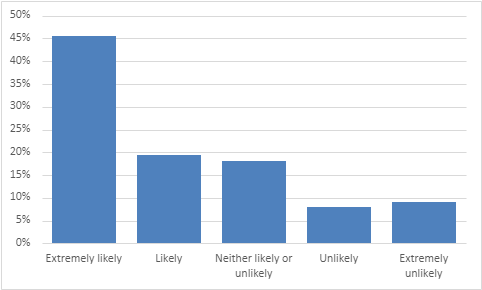 50%
45%
40%
35%
30%
25%
20%
15%
10%
5%
0%
Extremely likely
Likely
Neither likely or
unlikely
Unlikely
Extremely
unlikely